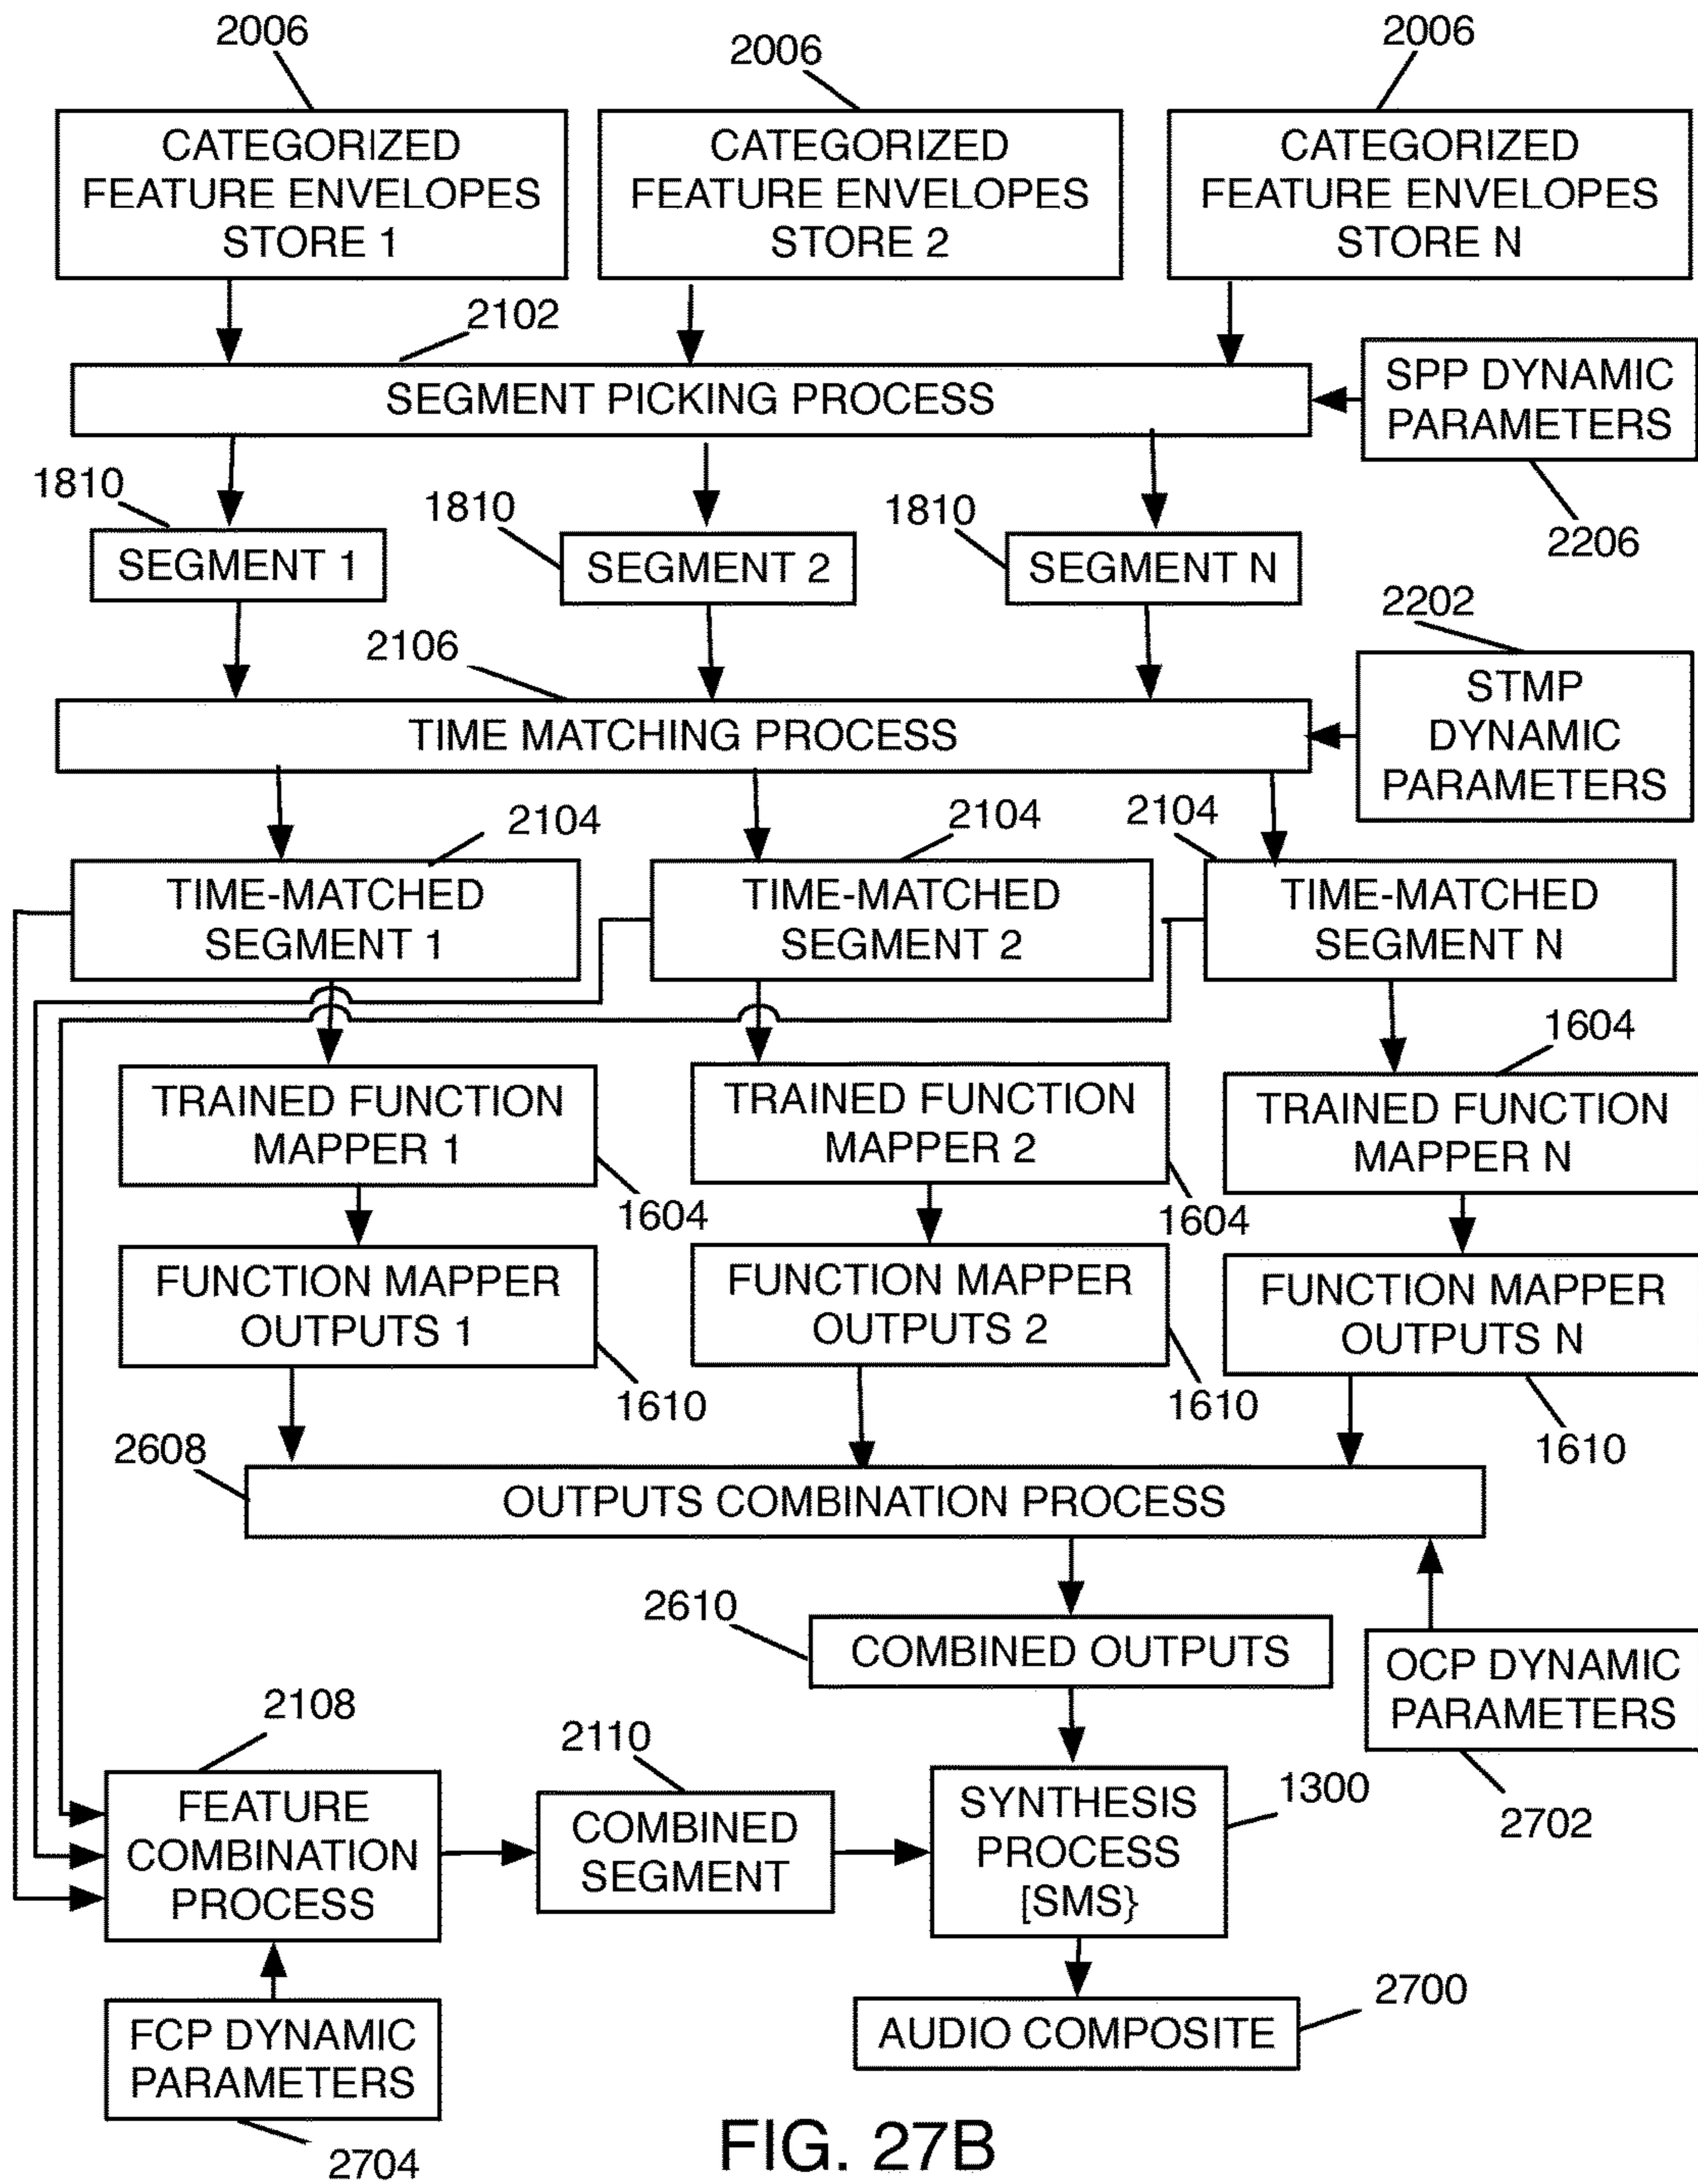 2006
2006
2006
CATEGORIZED
FEATURE ENVELOPES
STORE 1
CATEGORIZED
FEATURE ENVELOPES
STORE 2
CATEGORIZED
FEATURE ENVELOPES
STORE N
2102
SEGMENT PICKING PROCESS
SPP DYNAMIC
PARAMETERS
2206
1810
SEGMENT 1
1810
SEGMENT 2
1810
SEGMENT N
2106
TIME MATCHING PROCESS
2202
STMP
DYNAMIC
PARAMETERS
2104
2104
2104
TIME-MATCHED
SEGMENT 1
TIME-MATCHED
SEGMENT 2
TIME-MATCHED
SEGMENT N
TRAINED FUNCTION
MAPPER 1
1604
TRAINED FUNCTION
MAPPER 2
1604
1604
TRAINED FUNCTION
MAPPER N
FUNCTION MAPPER
OUTPUTS 1
1610
FUNCTION MAPPER
OUTPUTS 2
1610
FUNCTION MAPPER
OUTPUTS N
1610
2608
OUTPUTS COMBINATION PROCESS
2610
COMBINED OUTPUTS
OCP DYNAMIC
PARAMETERS
2702
2108
FEATURE
COMBINATION
PROCESS
2110
COMBINED
SEGMENT
SYNTHESIS
PROCESS
[SMS}
1300
FCP DYNAMIC
PARAMETERS
2704
AUDIO COMPOSITE
2700
FIG. 27B